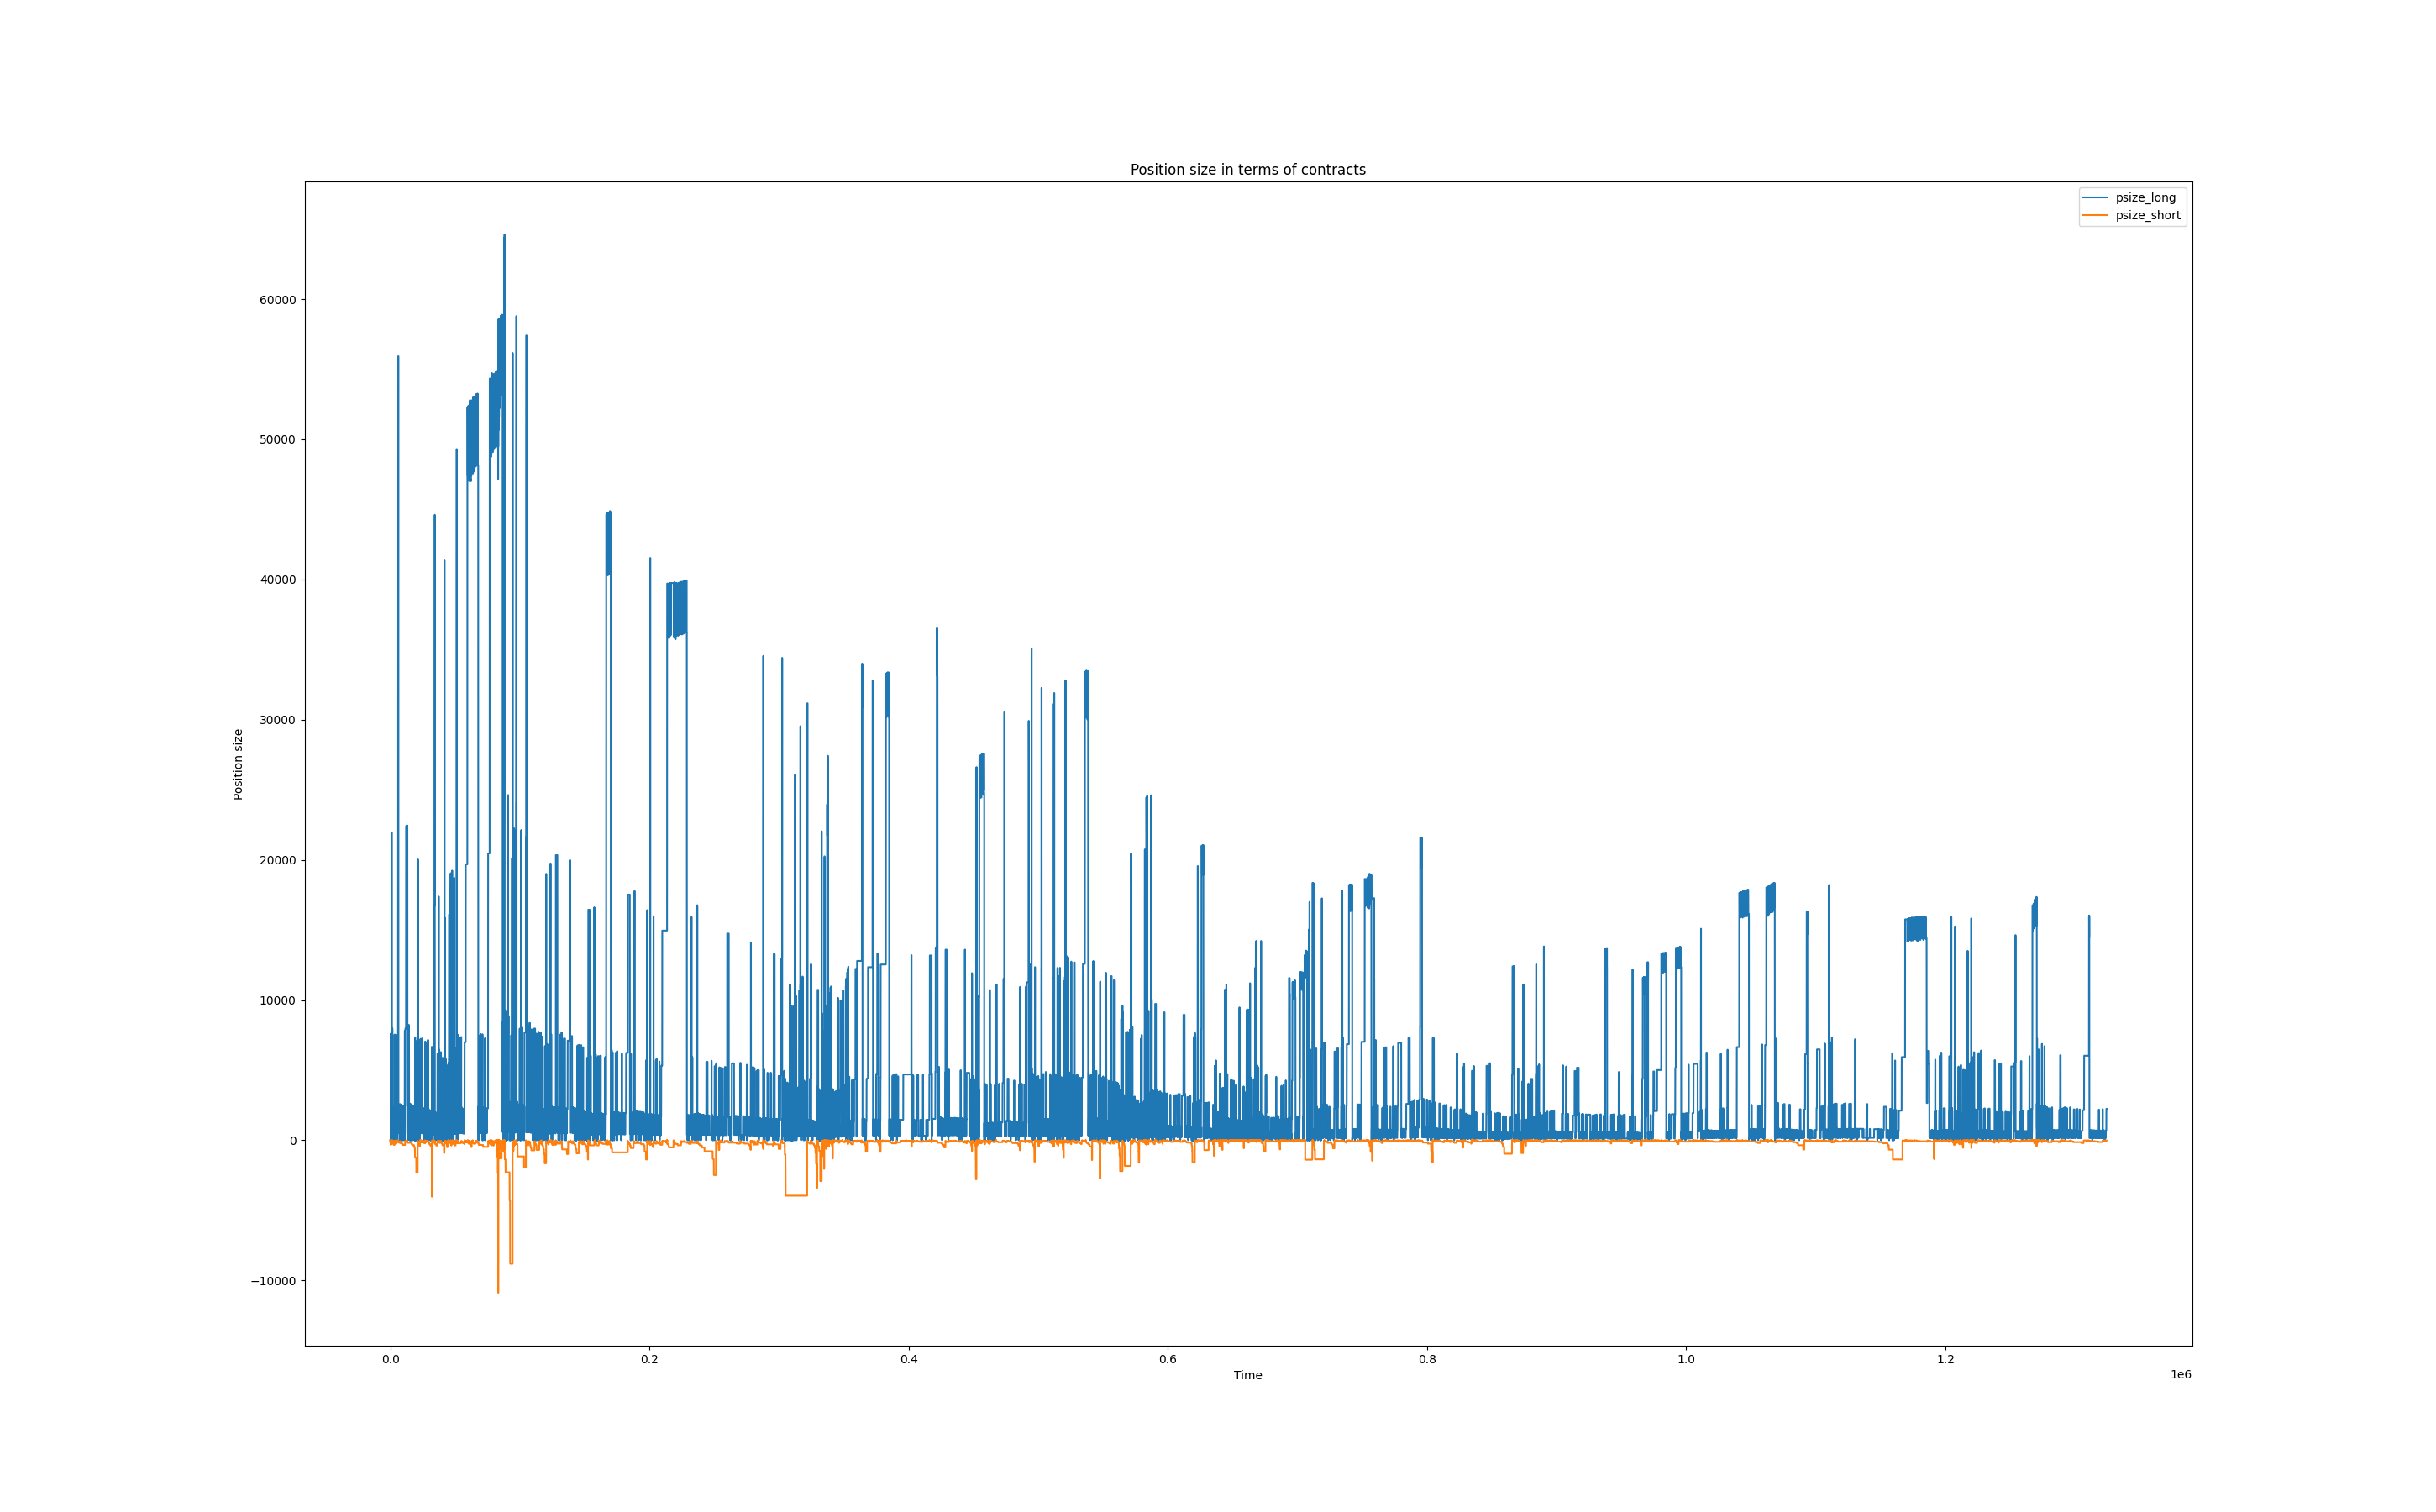 Position size in terms of contracts
psize_long
psize_short
60000
50000
40000
30000
20000
10000
0
−10000
Position size
0.0
0.2
0.4
0.6
0.8
1.0
1.2
Time
1e6